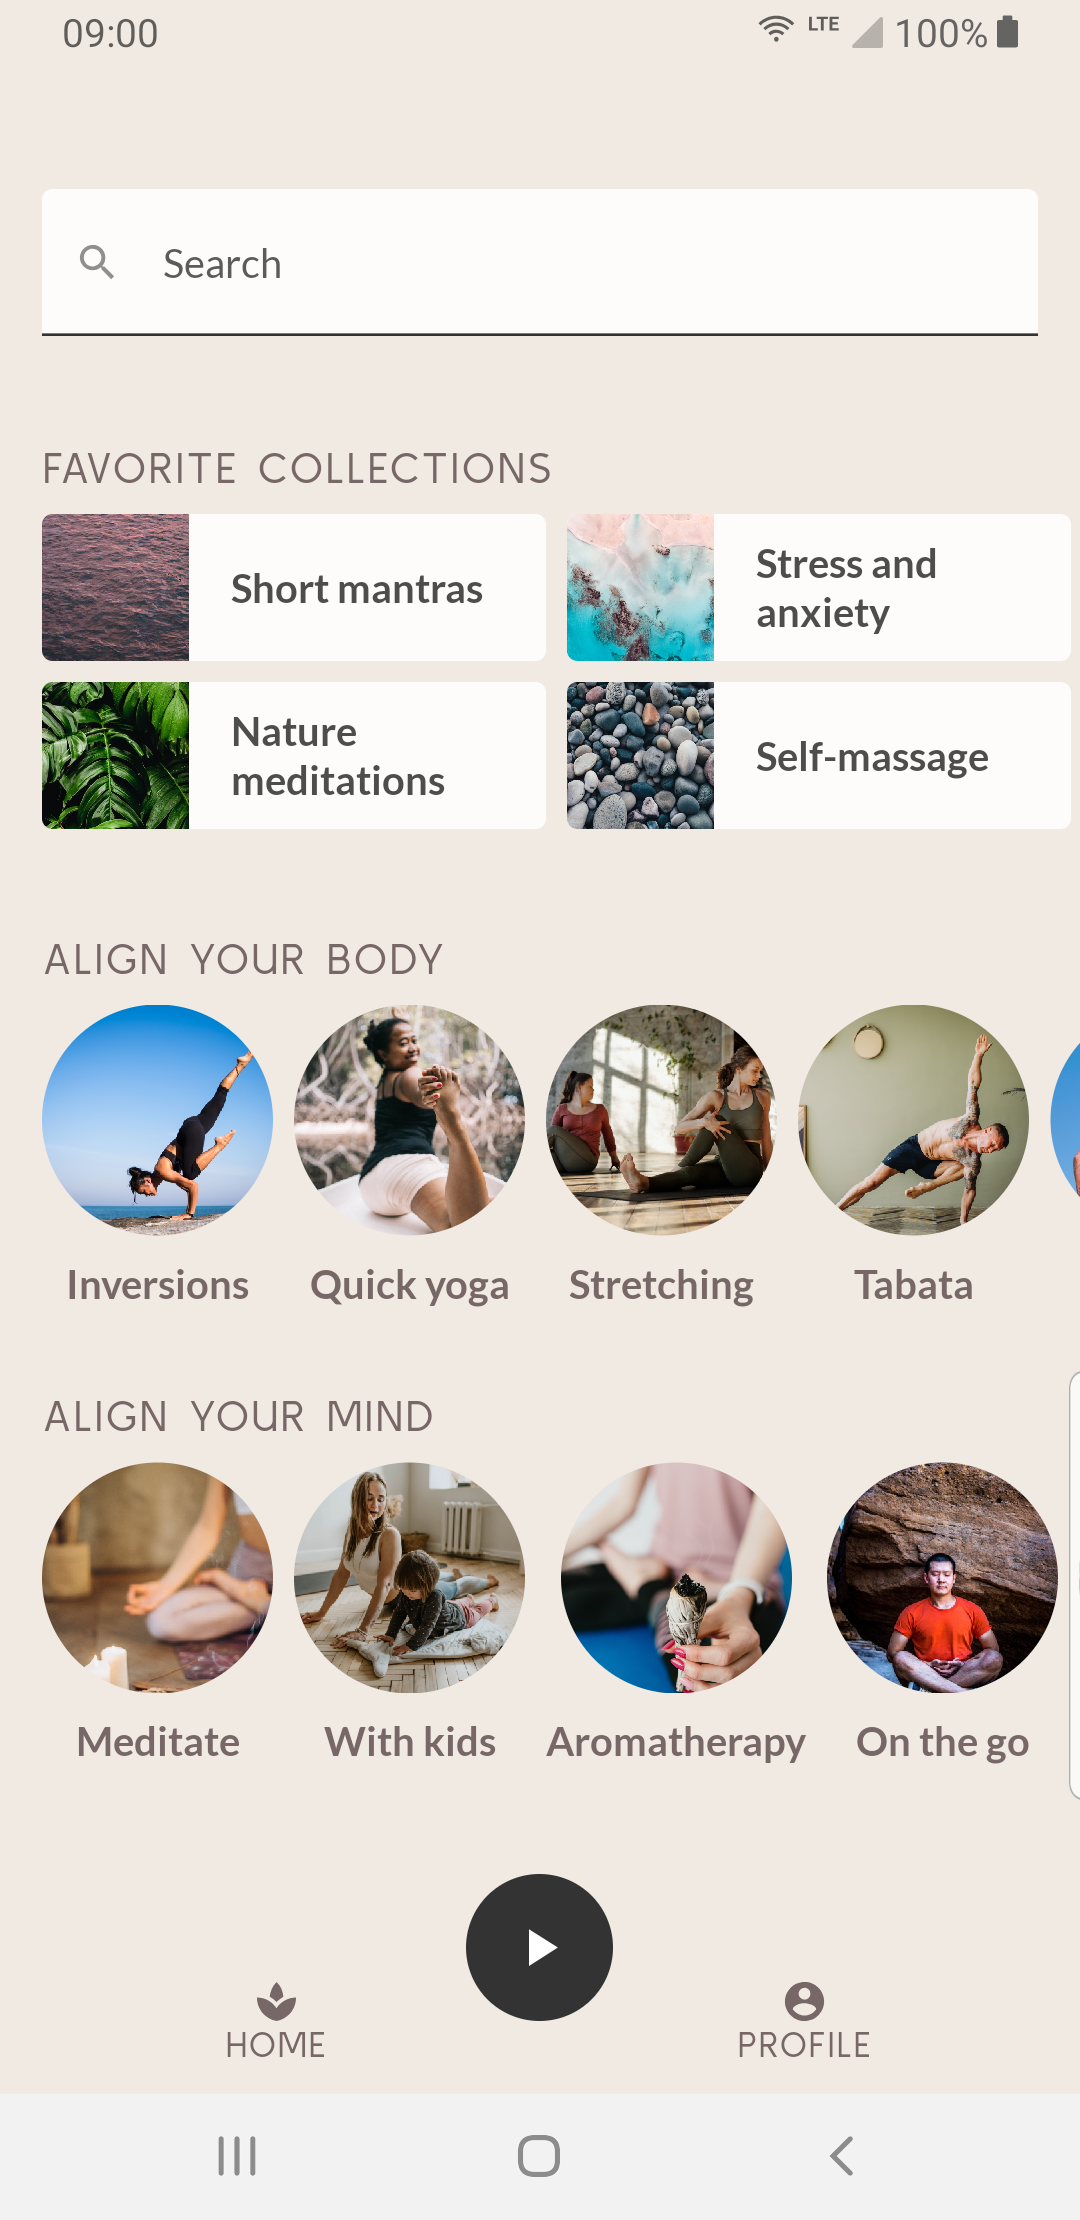 09:00
LTE 100%
Search
FAVORITE COLLECTIONS
Short mantras
Stress and
anxiety
Nature
meditations
Self-massage
ALIGN YOUR BODY
Inversions
Quick yoga
Stretching
Tabata
ALIGN YOUR MIND
Meditate
With kids
Aromatherapy
On the go
HOME
PROFILE